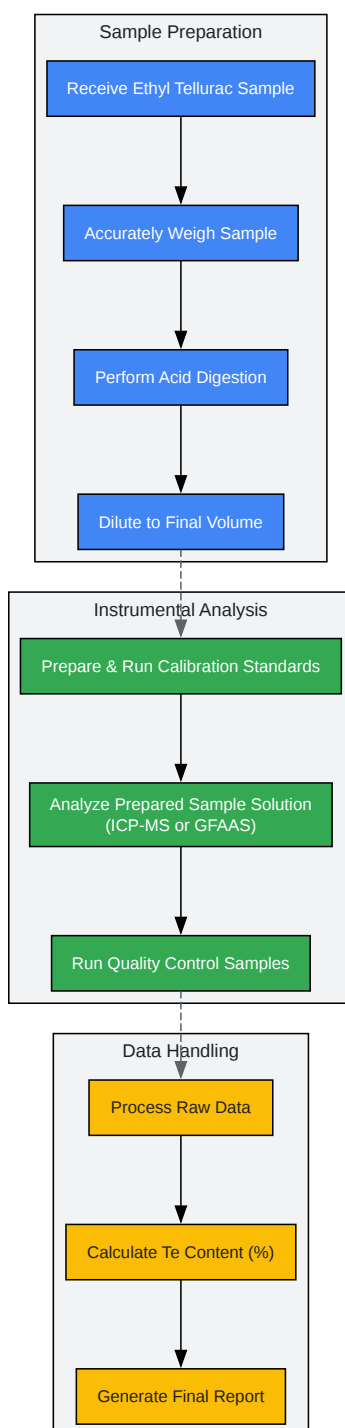 Sample Preparation
Receive Ethyl Tellurac Sample
Accurately Weigh Sample
Perform Acid Digestion
Dilute to Final Volume
Instrumental Analysis
Prepare & Run Calibration Standards
Analyze Prepared Sample Solution
(ICP-MS or GFAAS)
Run Quality Control Samples
Data Handling
Process Raw Data
Calculate Te Content (%)
Generate Final Report